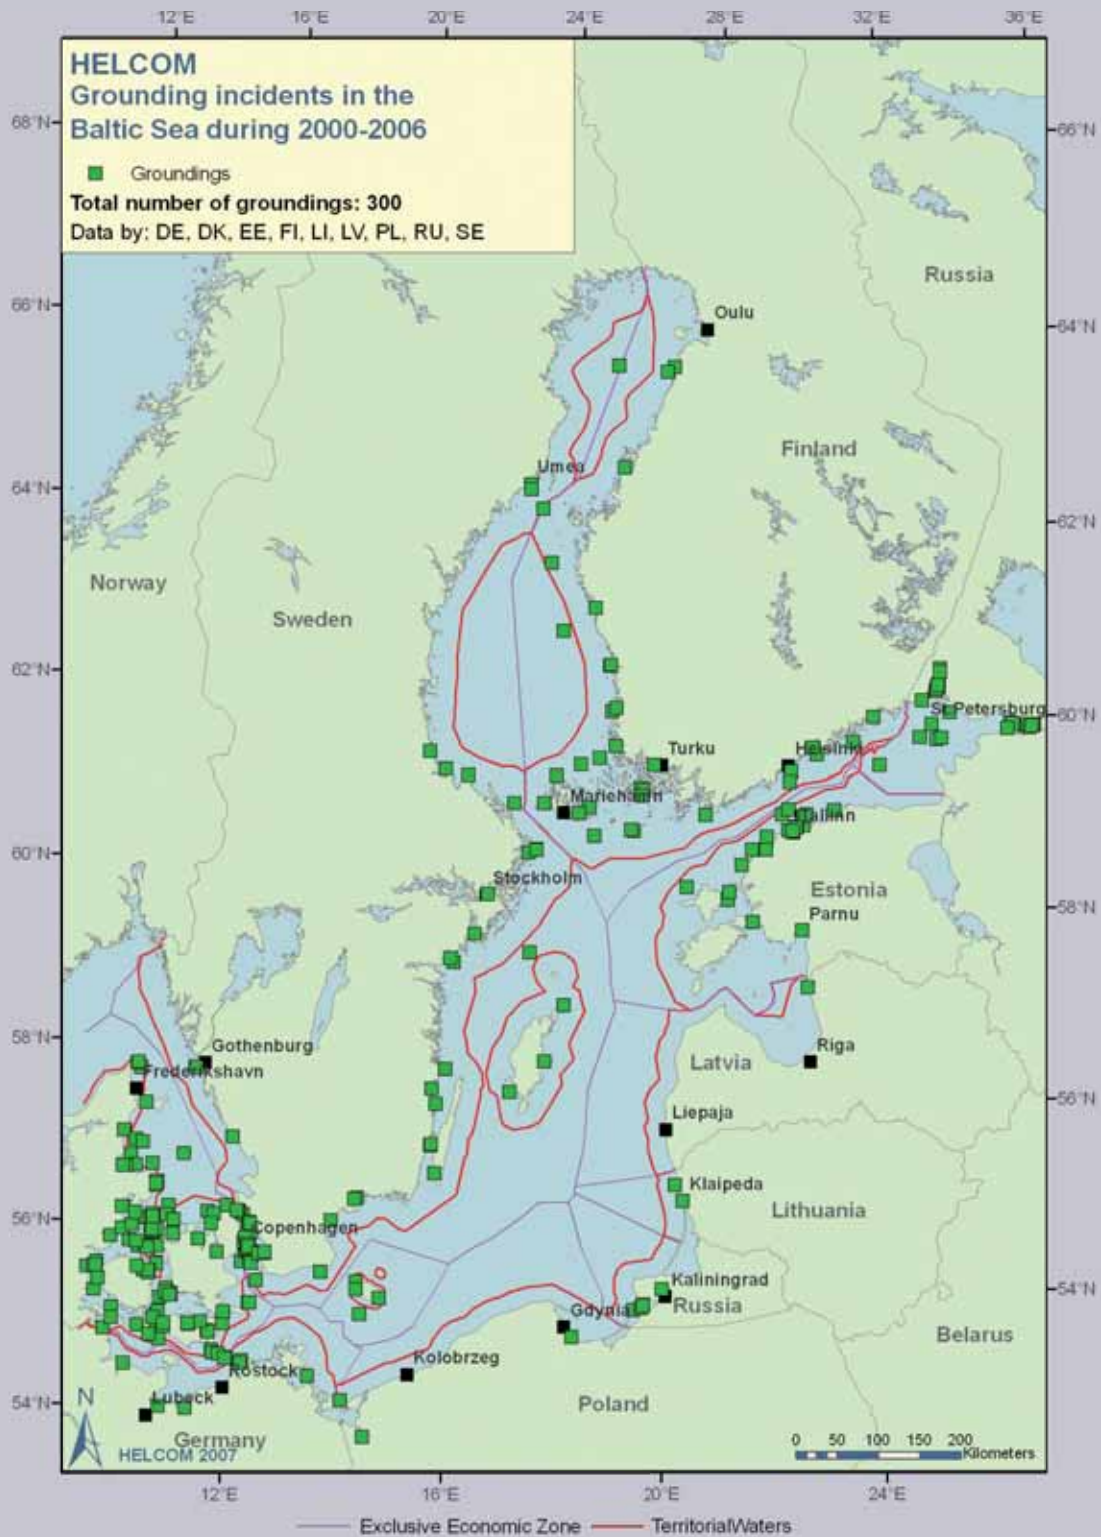 12°E 16°E 20°E 24°E 28°E 32°E 36°E
HELCOM
Grounding incidents in the
Baltic Sea during 2000-2006
Groundings
Total number of groundings: 300
Data by: DE, DK, EE, FI, LI, LV, PL, RU, SE
68°N
66°N
Russia
66°N
Oulu
64°N
Finland
Umea
64°N
62°N
Norway
Sweden
62°N
St.Petersburg
60°N
Turku
Helsinki
Mariehamn
Tallinn
60°N
Stockholm
Estonia
58°N
Parnu
58°N
Gothenburg
Riga
Latvia
Frederikshavn
56°N
Liepaja
Klaipeda
Lithuania
56°N
Copenhagen
Kaliningrad
54°N
Russia
Gdynia
Belarus
Kolobrzeg
Rostock
54°N
Lubeck
Poland
N
Germany
HELCOM 2007
0 50 100 150 200
Kilometers
12°E 16°E 20°E 24°E
Exclusive Economic Zone TerritorialWaters